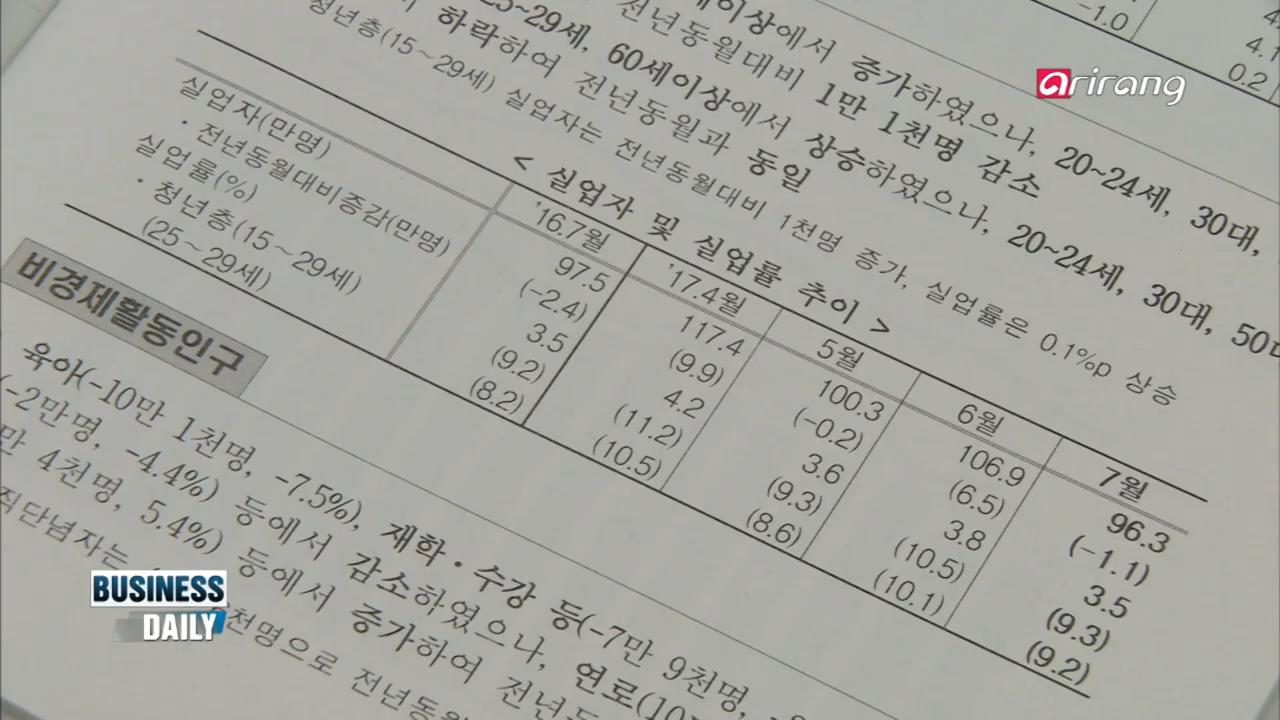 -1.0
4.1
0.2
세이상에서 증가하였으나, 20~24세, 30대,
전년동월대비 1만 1천명 감소
25~29세, 60세이상에서 상승하였으나, 20~24세, 30대, 50대
하락하여 전년동월과 동일
청년층(15~29세) 실업자는 전년동월대비 1천명 증가, 실업률은 0.1%p 상승
< 실업자 및 실업률 추이 >
'16.7월 '17.4월 5월 6월 7월
실업자(만명) 97.5 117.4 100.3 106.9 96.3
·전년동월대비증감(만명) (-2.4) (9.9) (-0.2) (6.5) (-1.1)
실업률(%) 3.5 4.2 3.6 3.8 3.5
·청년층(15~29세) (9.2) (11.2) (9.3) (10.5) (9.3)
(25~29세) (8.2) (10.5) (8.6) (10.1) (9.2)
비경제활동인구
육아(-10만 1천명, -7.5%), 재학·수강 등(-7만 9천명,
(-2만명, -4.4%) 등에서 감소하였으나, 연로
만 4천명, 5.4%) 등에서 증가하여
직단념자는
천명으로
arirang
BUSINESS
DAILY